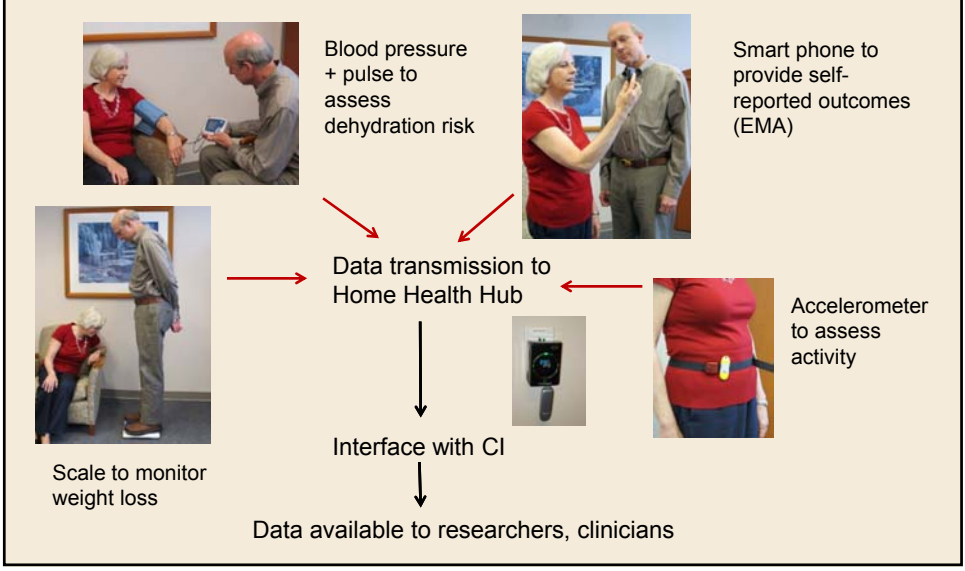 Blood pressure
+ pulse to
assess
dehydration risk
Smart phone to
provide self-
reported outcomes
(EMA)
Data transmission to
Home Health Hub
Accelerometer
to assess
activity
Interface with CI
Scale to monitor
weight loss
Data available to researchers, clinicians